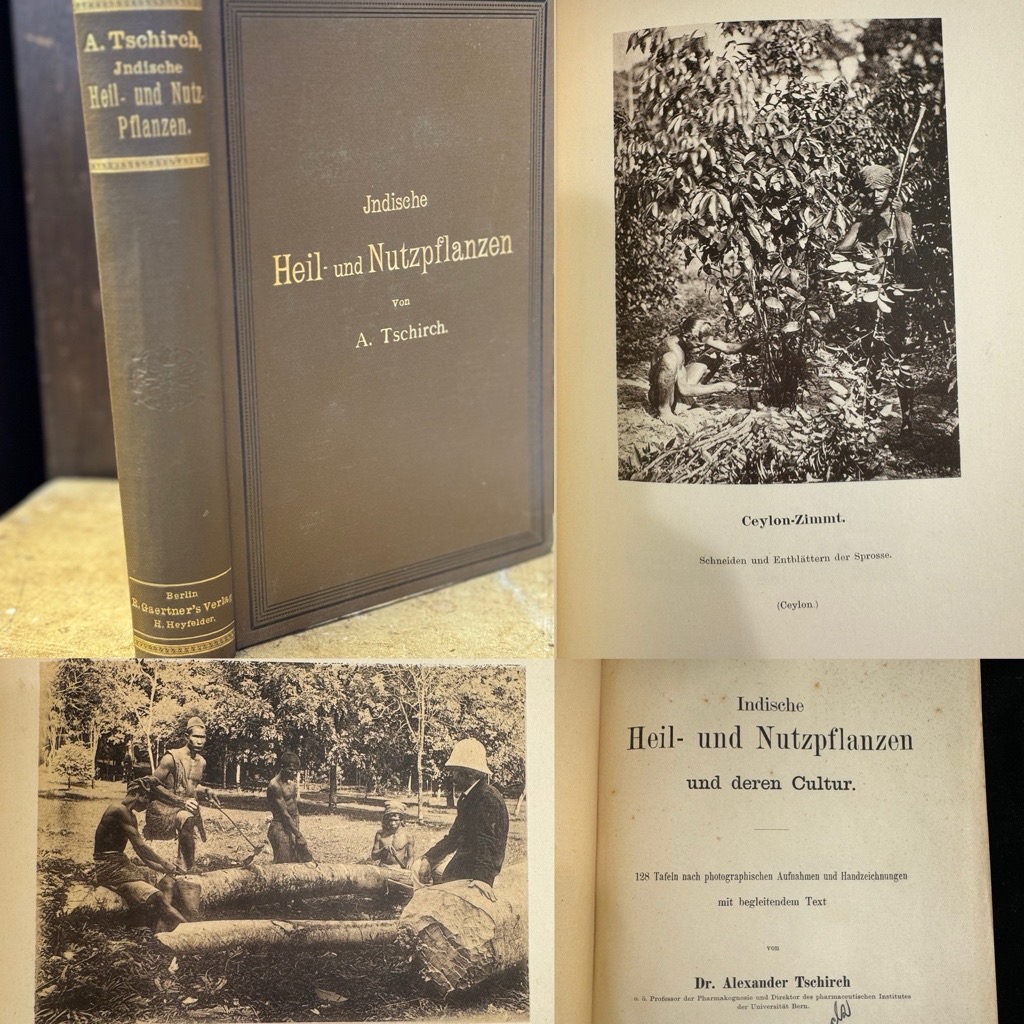 A. Tschirch,
Jndische
Heil- und Nutz-
Pflanzen.
Berlin
R. Gaertner's Verlag
H. Heyfelder.
Jndische
Heil- und Nutzpflanzen
von
A. Tschirch.
Ceylon-Zimmt.
Schneiden und Entblättern der Sprosse.
(Ceylon.)
Indische
Heil- und Nutzpflanzen
und deren Cultur.
128 Tafeln nach photographischen Aufnahmen und Handzeichnungen
mit begleitendem Text
von
Dr. Alexander Tschirch
o. ö. Professor der Pharmakognosie und Direktor des pharmaceutischen Institutes
der Universität Bern.